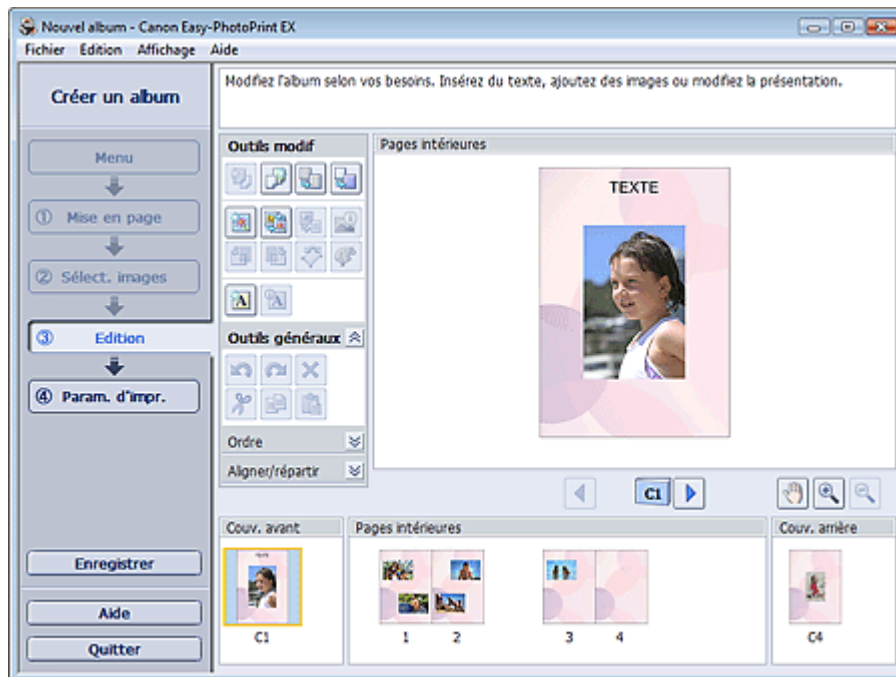 Nouvel album - Canon Easy-PhotoPrint EX
Fichier Edition Affichage Aide
Créer un album
Modifiez l'album selon vos besoins. Insérez du texte, ajoutez des images ou modifiez la présentation.
Menu
① Mise en page
② Sélect. images
③ Edition
④ Param. d'impr.
Enregistrer
Aide
Quitter
Outils modif
Outils généraux
Ordre
Aligner/répartir
Pages intérieures
TEXTE
C1
Couv. avant
TEXTE
C1
Pages intérieures
1 2 3 4
Couv. arrière
C4